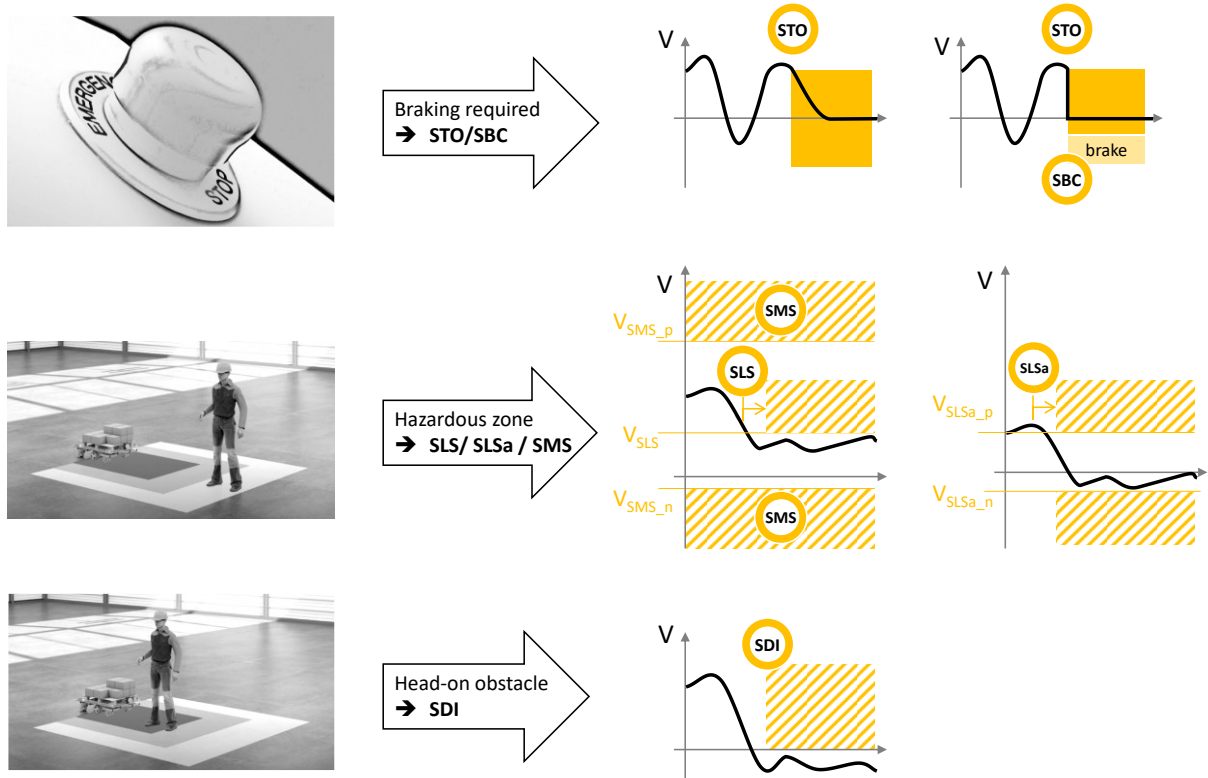 EMERGEN
STOP
Braking required
➔ STO/SBC
V
STO
V
STO
brake
SBC
Hazardous zone
➔ SLS/ SLSa / SMS
V
SMS
V_SMS_p
SLS
V_SLS
V_SMS_n
SMS
V
SLSa
V_SLSa_p
V_SLSa_n
Head-on obstacle
➔ SDI
V
SDI